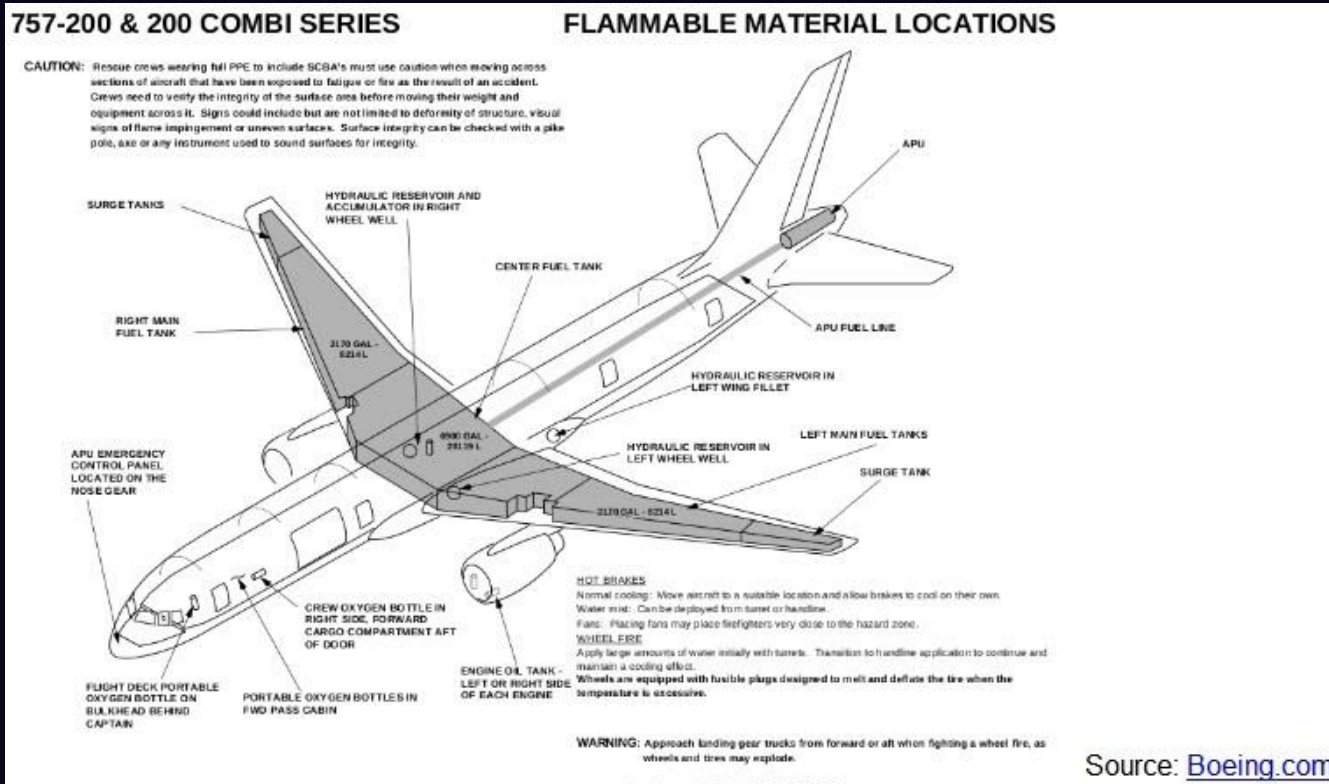 757-200 & 200 COMBI SERIES
FLAMMABLE MATERIAL LOCATIONS
CAUTION: Rescue crews wearing full PPE to include SCBA's must use caution when moving across
sections of aircraft that have been exposed to fatigue or fire as the result of an accident.
Crews need to verify the integrity of the surface area before moving their weight and
equipment across it. Signs could include but are not limited to deformity of structure, visual
signs of flame impingement or uneven surfaces. Surface integrity can be checked with a pike
pole, axe or any instrument used to sound surfaces for integrity.
APU
SURGE TANKS
HYDRAULIC RESERVOIR AND
ACCUMULATOR IN RIGHT
WHEEL WELL
CENTER FUEL TANK
RIGHT MAIN
FUEL TANK
APU FUEL LINE
2170 GAL -
8214 L
HYDRAULIC RESERVOIR IN
LEFT WING FILLET
6900 GAL -
26119 L
LEFT MAIN FUEL TANKS
HYDRAULIC RESERVOIR IN
LEFT WHEEL WELL
APU EMERGENCY
CONTROL PANEL
LOCATED ON THE
NOSE GEAR
SURGE TANK
2170 GAL - 8214 L
HOT BRAKES
Normal cooling: Move aircraft to a suitable location and allow brakes to cool on their own.
Water mist: Can be deployed from turret or handline.
Fans: Placing fans may place firefighters very close to the hazard zone.
WHEEL FIRE
Apply large amounts of water initially with turrets. Transition to handline application to continue and
maintain a cooling effect.
Wheels are equipped with fusible plugs designed to melt and deflate the tire when the
temperature is excessive.
CREW OXYGEN BOTTLE IN
RIGHT SIDE, FORWARD
CARGO COMPARTMENT AFT
OF DOOR
ENGINE OIL TANK -
LEFT OR RIGHT SIDE
OF EACH ENGINE
FLIGHT DECK PORTABLE
OXYGEN BOTTLE ON
BULKHEAD BEHIND
CAPTAIN
PORTABLE OXYGEN BOTTLES IN
FWD PASS CABIN
WARNING: Approach landing gear trucks from forward or aft when fighting a wheel fire, as
wheels and tires may explode.
Source: Boeing.com